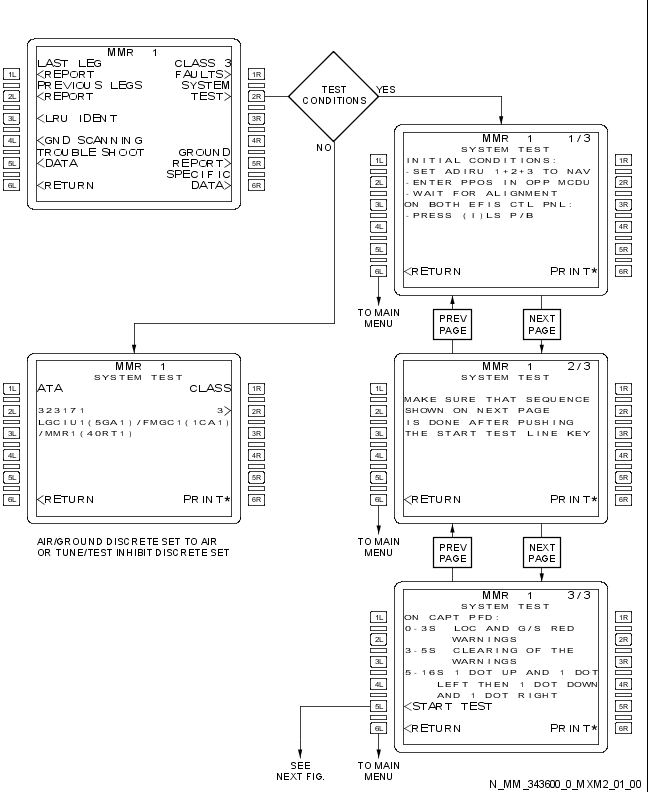 MMR 1
LAST LEG CLASS 3
1L <REPORT FAULTS> 1R
PREVIOUS LEGS SYSTEM
2L <REPORT TEST> 2R
3L <LRU IDENT 3R
4L <GND SCANNING 4R
TROUBLE SHOOT GROUND
5L <DATA REPORT> 5R
SPECIFIC
6L <RETURN DATA> 6R
TEST
CONDITIONS
YES
NO
MMR 1 1/3
SYSTEM TEST
1L INITIAL CONDITIONS: 1R
-SET ADIRU 1+2+3 TO NAV
2L -ENTER PPOS IN OPP MCDU 2R
-WAIT FOR ALIGNMENT
3L ON BOTH EFIS CTL PNL: 3R
-PRESS (I)LS P/B
4L 4R
5L 5R
6L <RETURN PRINT* 6R
TO MAIN
MENU
PREV
PAGE
NEXT
PAGE
MMR 1
SYSTEM TEST
1L ATA CLASS 1R
2L 323171 3> 2R
LGCIU1(5GA1)/FMGC1(1CA1)
3L /MMR1(40RT1) 3R
4L 4R
5L 5R
6L <RETURN PRINT* 6R
AIR/GROUND DISCRETE SET TO AIR
OR TUNE/TEST INHIBIT DISCRETE SET
MMR 1 2/3
SYSTEM TEST
1L 1R
MAKE SURE THAT SEQUENCE
2L SHOWN ON NEXT PAGE 2R
IS DONE AFTER PUSHING
3L THE START TEST LINE KEY 3R
4L 4R
5L 5R
6L <RETURN PRINT* 6R
TO MAIN
MENU
PREV
PAGE
NEXT
PAGE
MMR 1 3/3
SYSTEM TEST
1L ON CAPT PFD: 1R
0-3S LOC AND G/S RED
2L WARNINGS 2R
3-5S CLEARING OF THE
3L WARNINGS 3R
5-16S 1 DOT UP AND 1 DOT
4L LEFT THEN 1 DOT DOWN 4R
AND 1 DOT RIGHT
5L <START TEST 5R
6L <RETURN PRINT* 6R
SEE
NEXT FIG.
TO MAIN
MENU
N_MM_343600_0_MXM2_01_00